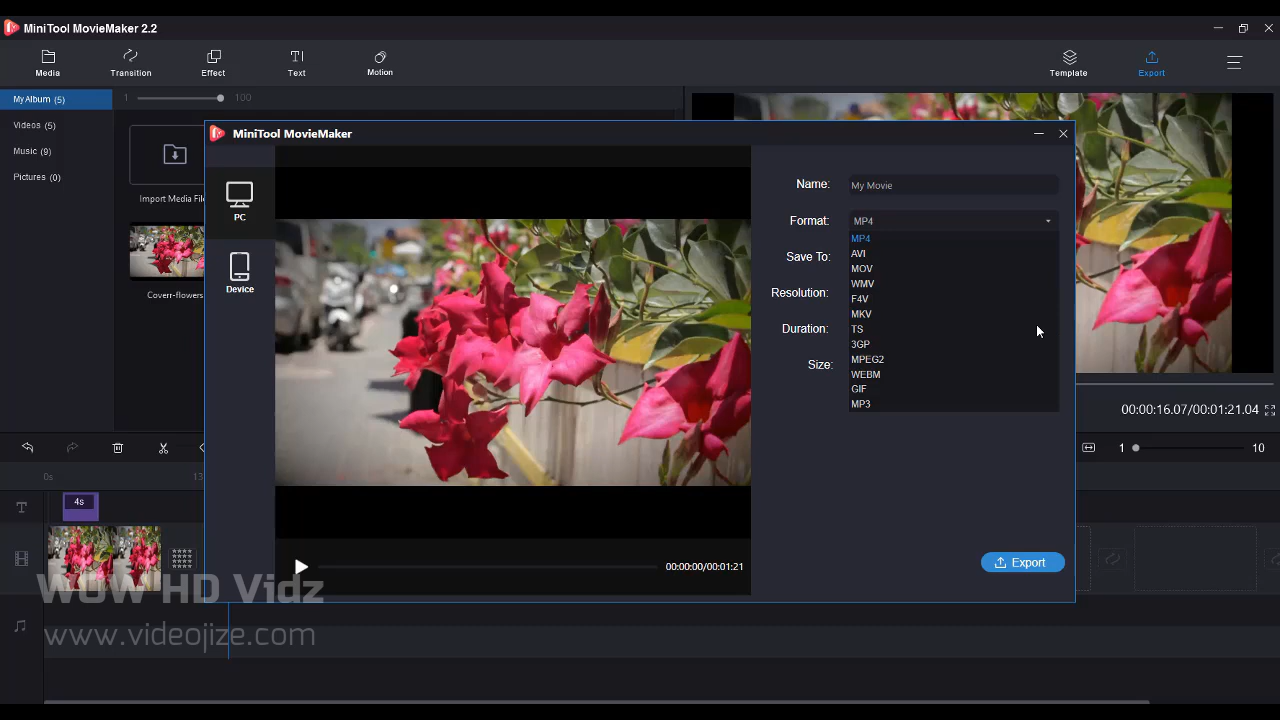 MiniTool MovieMaker 2.2
Media
Transition
Effect
Text
Motion
Template
Export
My Album (5)
1
100
Videos (5)
Music (9)
Pictures (0)
Import Media Fil
Coverr-flowers
MiniTool MovieMaker
PC
Device
00:00:00/00:01:21
Name:
My Movie
Format:
MP4
MP4
AVI
MOV
WMV
F4V
MKV
TS
3GP
MPEG2
WEBM
GIF
MP3
Save To:
Resolution:
Duration:
Size:
Export
00:00:16.07/00:01:21.04
1
10
0s
13
T
4s
WOW HD Vidz
www.videojize.com